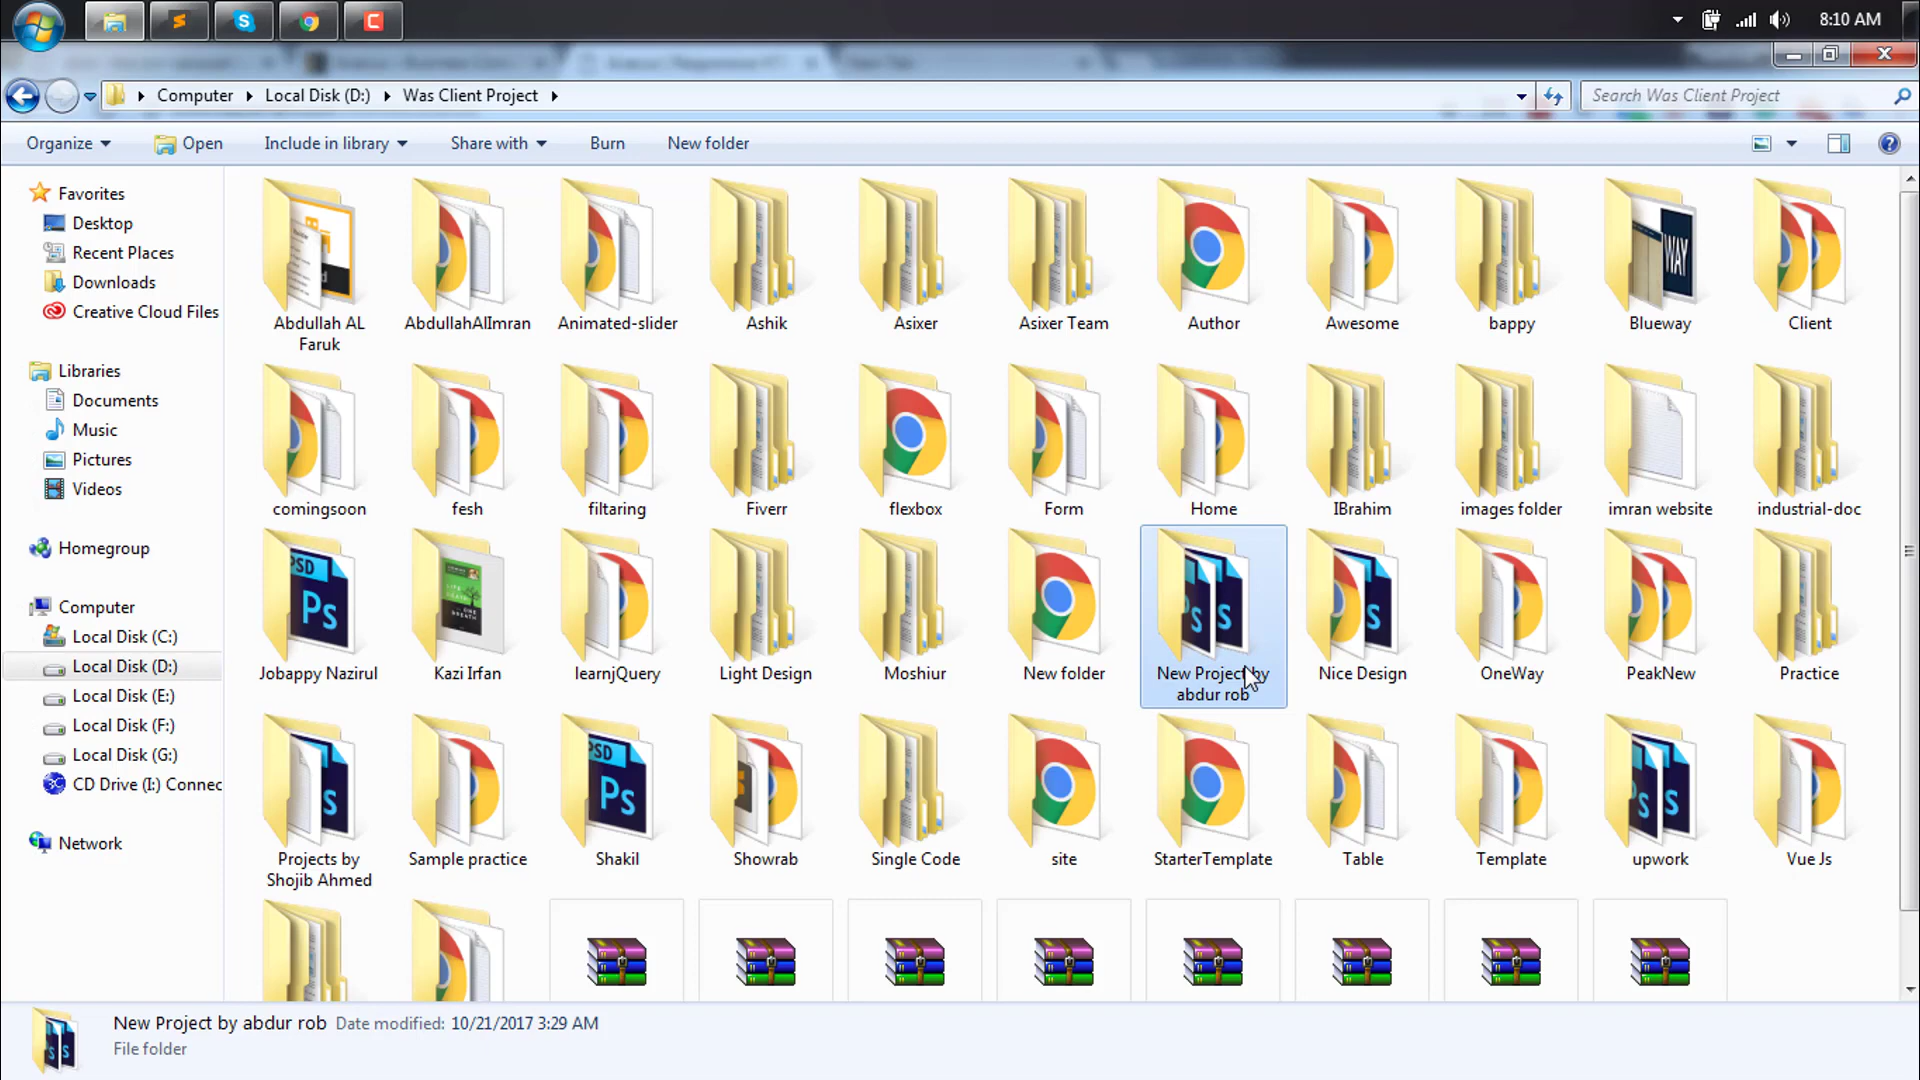 8:10 AM
Computer Local Disk (D:) Was Client Project
Search Was Client Project
Organize Open Include in library Share with Burn New folder
Favorites
Desktop
Recent Places
Downloads
Creative Cloud Files
Libraries
Documents
Music
Pictures
Videos
Homegroup
Computer
Local Disk (C:)
Local Disk (D:)
Local Disk (E:)
Local Disk (F:)
Local Disk (G:)
CD Drive (I:) Connec
Network
Abdullah AL
Faruk
AbdullahAlImran
Animated-slider
Ashik
Asixer
Asixer Team
Author
Awesome
bappy
Blueway
Client
comingsoon
fesh
filtaring
Fiverr
flexbox
Form
Home
IBrahim
images folder
imran website
industrial-doc
Jobappy Nazirul
Kazi Irfan
learnjQuery
Light Design
Moshiur
New folder
New Project by
abdur rob
Nice Design
OneWay
PeakNew
Practice
Projects by
Shojib Ahmed
Sample practice
Shakil
Showrab
Single Code
site
StarterTemplate
Table
Template
upwork
Vue Js
New Project by abdur rob Date modified: 10/21/2017 3:29 AM
File folder